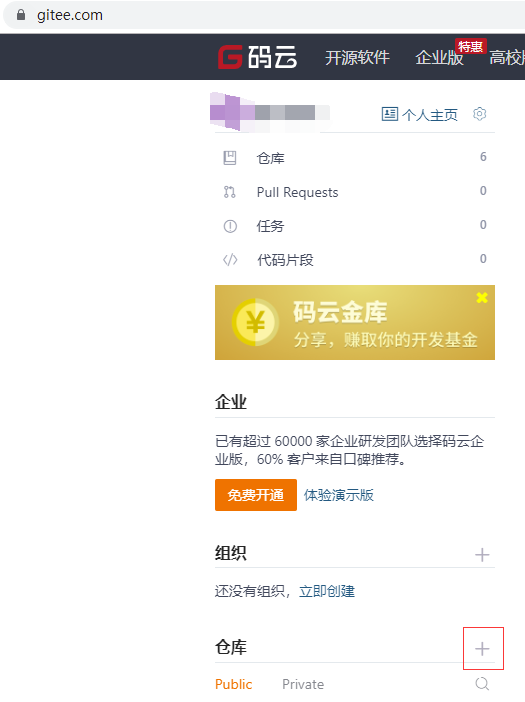 gitee.com
码云 开源软件 企业版 特惠
个人主页
仓库 6
Pull Requests 0
任务 0
代码片段 0
码云金库
分享，赚取你的开发基金
企业
已有超过 60000 家企业研发团队选择码云企
业版，60% 客户来自口碑推荐。
免费开通 体验演示版
组织
还没有组织，立即创建
仓库
Public Private